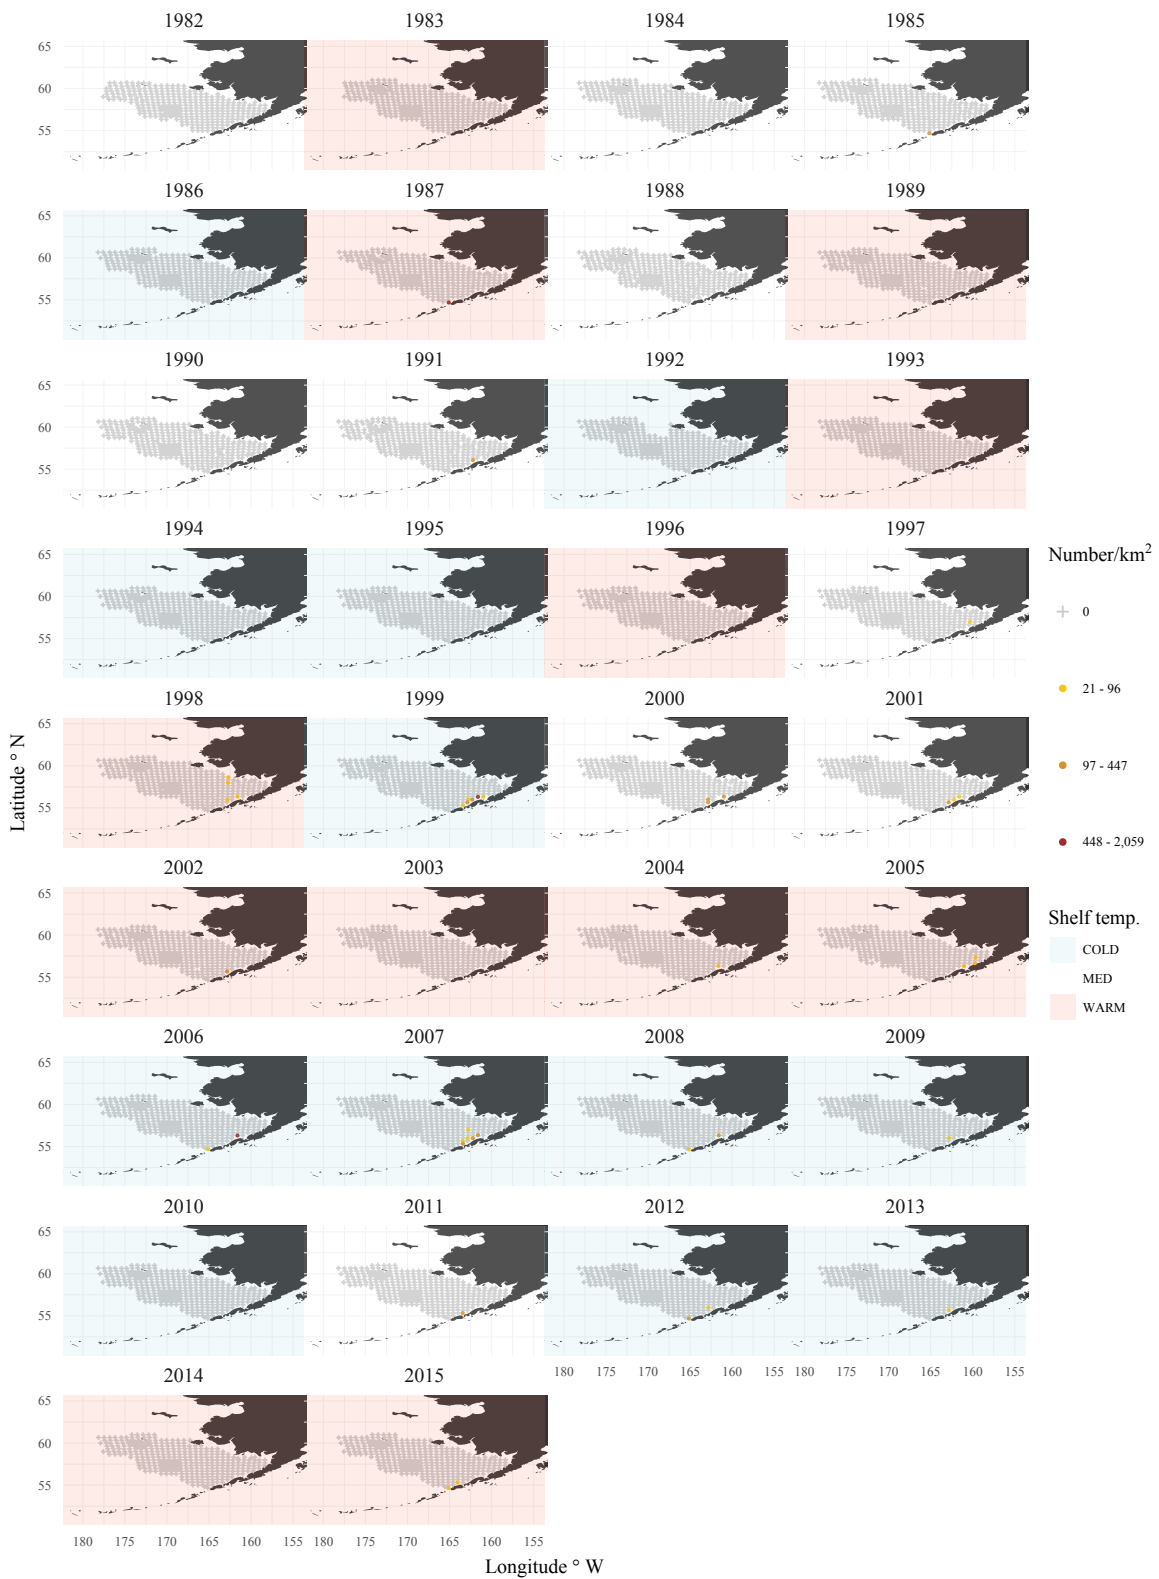 1982 1983 1984 1985
65
60
55
1986 1987 1988 1989
65
60
55
1990 1991 1992 1993
65
60
55
1994 1995 1996 1997
65
60
55
1998 1999 2000 2001
65
60
55
2002 2003 2004 2005
65
60
55
2006 2007 2008 2009
65
60
55
2010 2011 2012 2013
65
60
55
180 175 170 165 160 155 180 175 170 165 160 155
2014 2015
65
60
55
180 175 170 165 160 155 180 175 170 165 160 155
Longitude ° W
Latitude ° N
Number/km²
0
21 - 96
97 - 447
448 - 2,059
Shelf temp.
COLD
MED
WARM